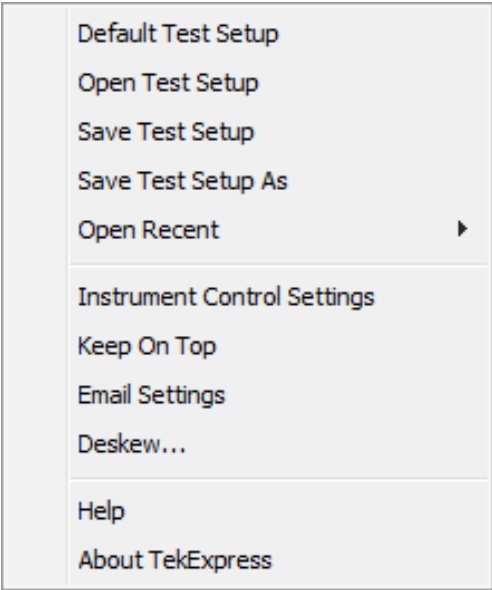 Default Test Setup
Open Test Setup
Save Test Setup
Save Test Setup As
Open Recent
Instrument Control Settings
Keep On Top
Email Settings
Deskew...
Help
About TekExpress